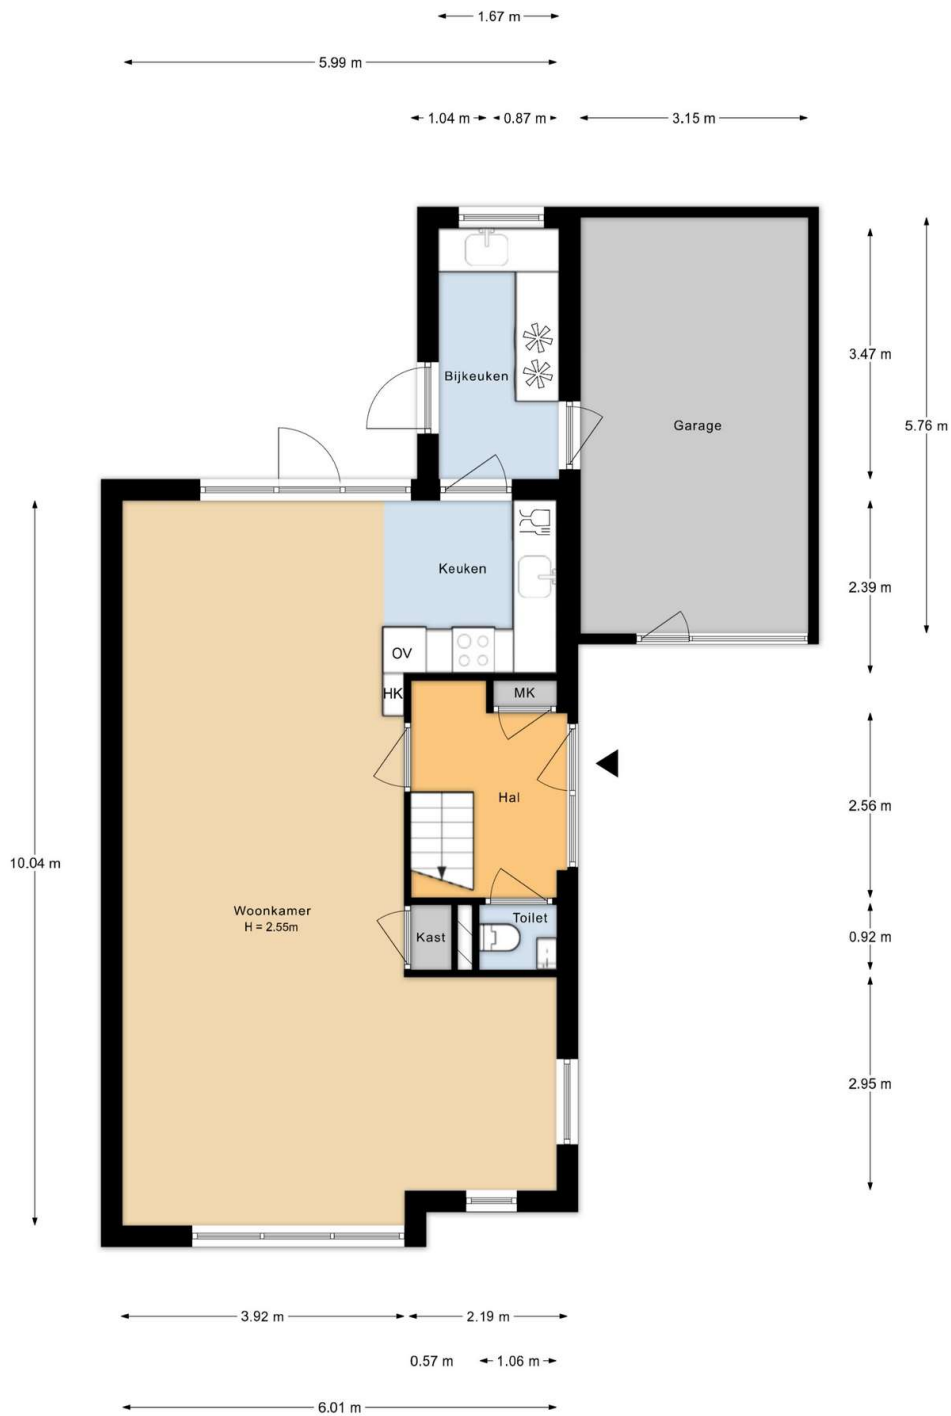 1.67 m
5.99 m
1.04 m
0.87 m
3.15 m
3.47 m
5.76 m
Bijkeuken
Garage
Keuken
2.39 m
OV
HK
MK
Hal
2.56 m
10.04 m
Woonkamer
H = 2.55m
Toilet
Kast
0.92 m
2.95 m
3.92 m
2.19 m
0.57 m
1.06 m
6.01 m